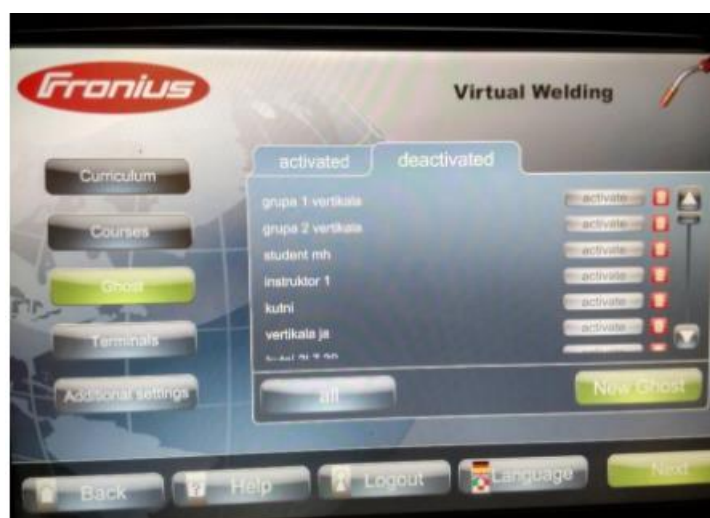 Fronius
Virtual Welding
activated
deactivated
Curriculum
Courses
Ghost
Terminals
Additional settings
grupa 1 vertikala activate
grupa 2 vertikala activate
student mh activate
instruktor 1 activate
kutni activate
vertikala ja activate
all
New Ghost
Back
Help
Logout
Language
Next